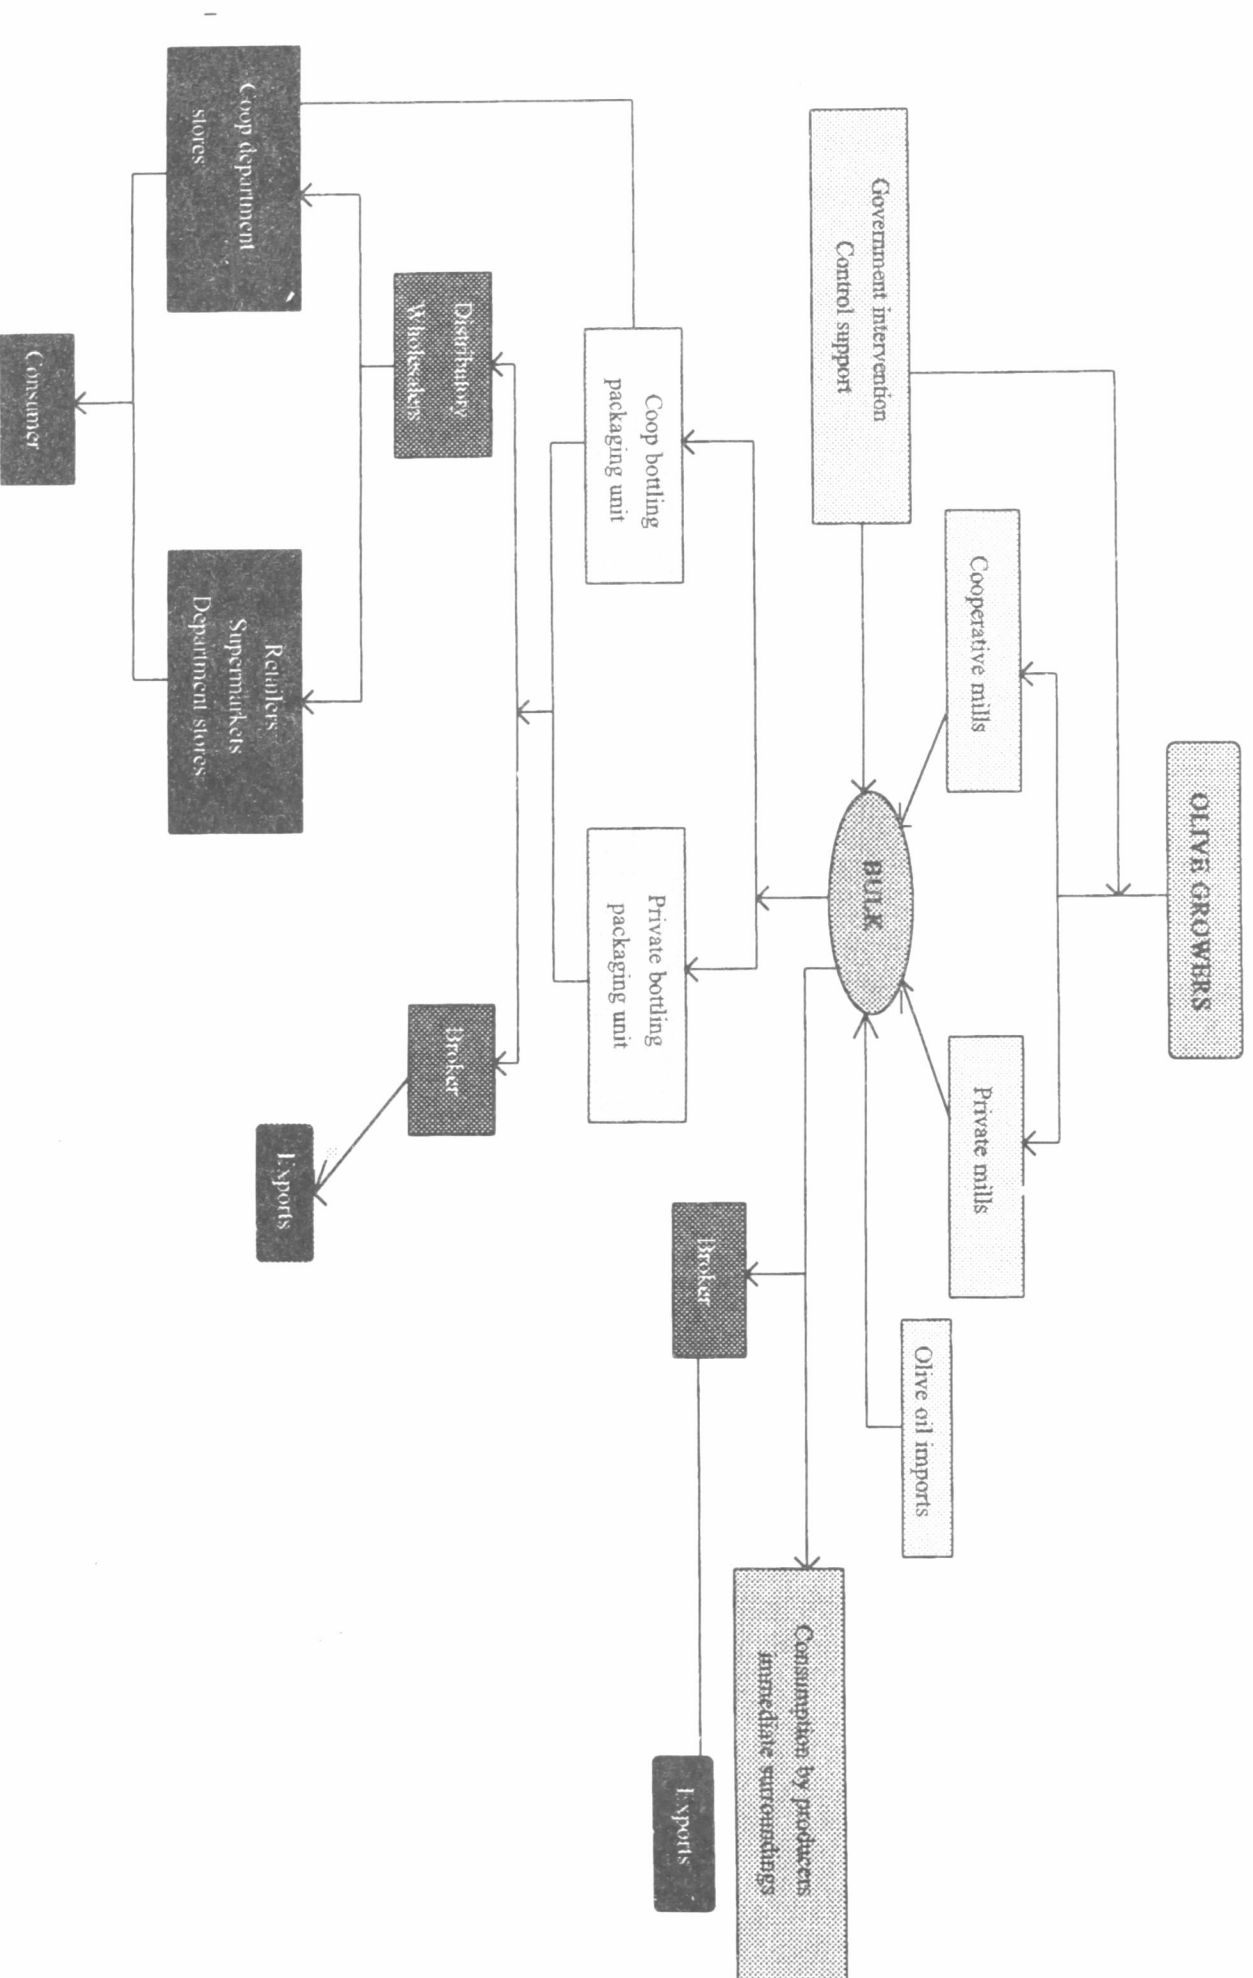 OLIVE GROWERS
Cooperative mills
Private mills
Olive oil imports
Government intervention
Control support
BULK
Consumption by producers
immediate surroundings
Coop bottling
packaging unit
Private bottling
packaging unit
Broker
Exports
Distributory
Wholesalers
Broker
Exports
Coop department
stores
Retailers
Supermarkets
Department stores
Consumer